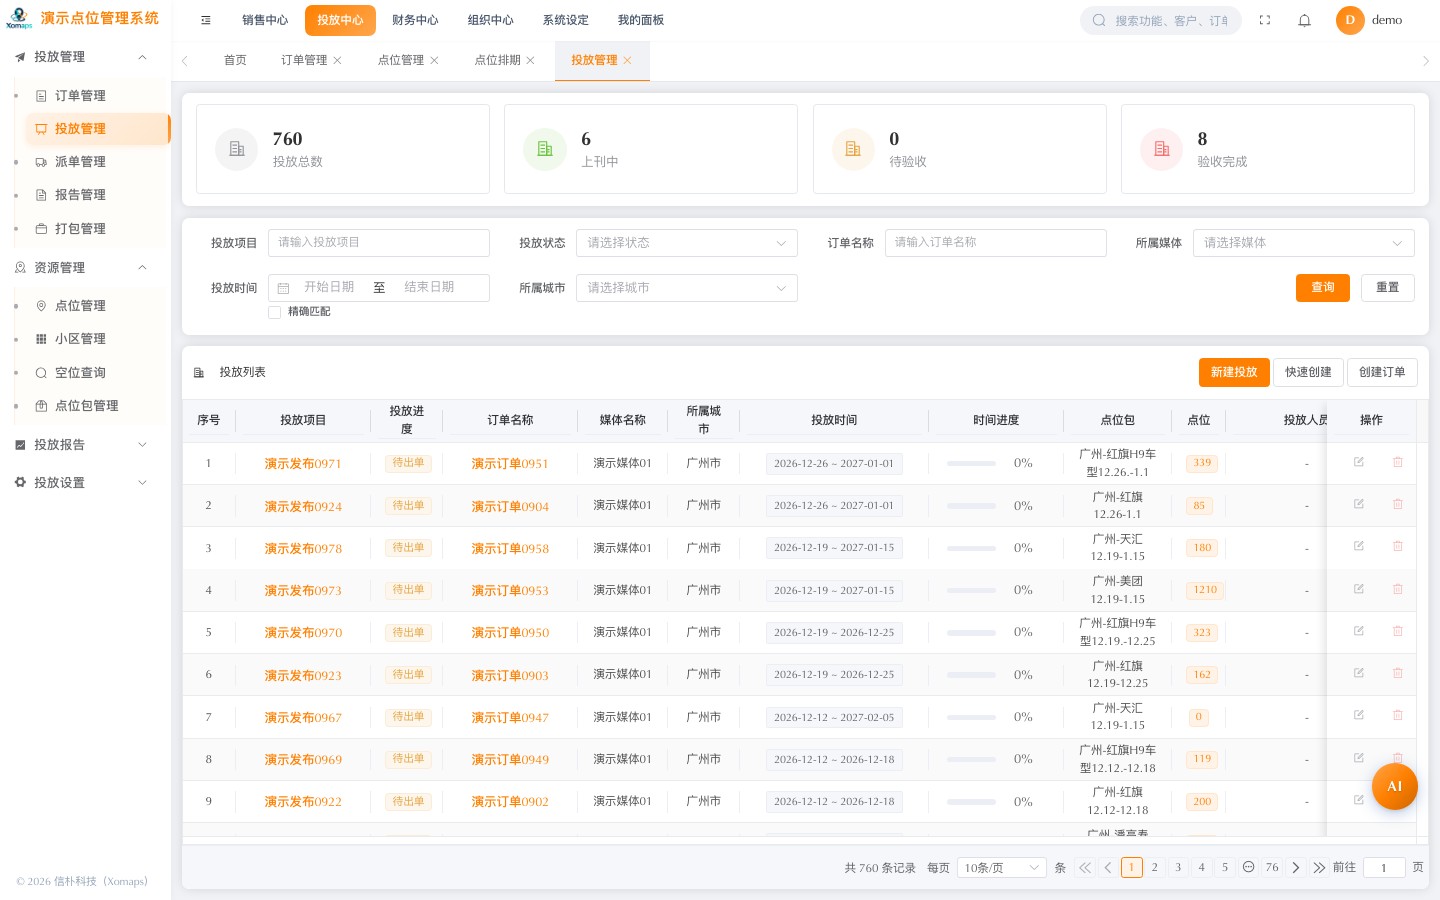 Xomaps
演示点位管理系统
销售中心
投放中心
财务中心
组织中心
系统设定
我的面板
搜索功能、客户、订单
D
demo
首页
订单管理
点位管理
点位排期
投放管理
投放管理
订单管理
投放管理
派单管理
报告管理
打包管理
资源管理
点位管理
小区管理
空位查询
点位包管理
投放报告
投放设置
© 2026 信朴科技（Xomaps）
760
投放总数
6
上刊中
0
待验收
8
验收完成
投放项目 请输入投放项目
投放状态 请选择状态
订单名称 请输入订单名称
所属媒体 请选择媒体
投放时间 开始日期 至 结束日期
精确匹配
所属城市 请选择城市
查询 重置
投放列表
新建投放 快速创建 创建订单
序号 投放项目 投放进度 订单名称 媒体名称 所属城市 投放时间 时间进度 点位包 点位 投放人员 操作
1 演示发布0971 待出单 演示订单0951 演示媒体01 广州市 2026-12-26 ~ 2027-01-01 0% 广州-红旗H9车型12.26.-1.1 339 -
2 演示发布0924 待出单 演示订单0904 演示媒体01 广州市 2026-12-26 ~ 2027-01-01 0% 广州-红旗12.26-1.1 85 -
3 演示发布0978 待出单 演示订单0958 演示媒体01 广州市 2026-12-19 ~ 2027-01-15 0% 广州-天汇12.19-1.15 180 -
4 演示发布0973 待出单 演示订单0953 演示媒体01 广州市 2026-12-19 ~ 2027-01-15 0% 广州-美团12.19-1.15 1210 -
5 演示发布0970 待出单 演示订单0950 演示媒体01 广州市 2026-12-19 ~ 2026-12-25 0% 广州-红旗H9车型12.19.-12.25 323 -
6 演示发布0923 待出单 演示订单0903 演示媒体01 广州市 2026-12-19 ~ 2026-12-25 0% 广州-红旗12.19-12.25 162 -
7 演示发布0967 待出单 演示订单0947 演示媒体01 广州市 2026-12-12 ~ 2027-02-05 0% 广州-天汇12.19-1.15 0 -
8 演示发布0969 待出单 演示订单0949 演示媒体01 广州市 2026-12-12 ~ 2026-12-18 0% 广州-红旗H9车型12.12.-12.18 119 -
9 演示发布0922 待出单 演示订单0902 演示媒体01 广州市 2026-12-12 ~ 2026-12-18 0% 广州-红旗12.12-12.18 200 -
AI
共 760 条记录 每页 10条/页 条 1 2 3 4 5 76 前往 1 页